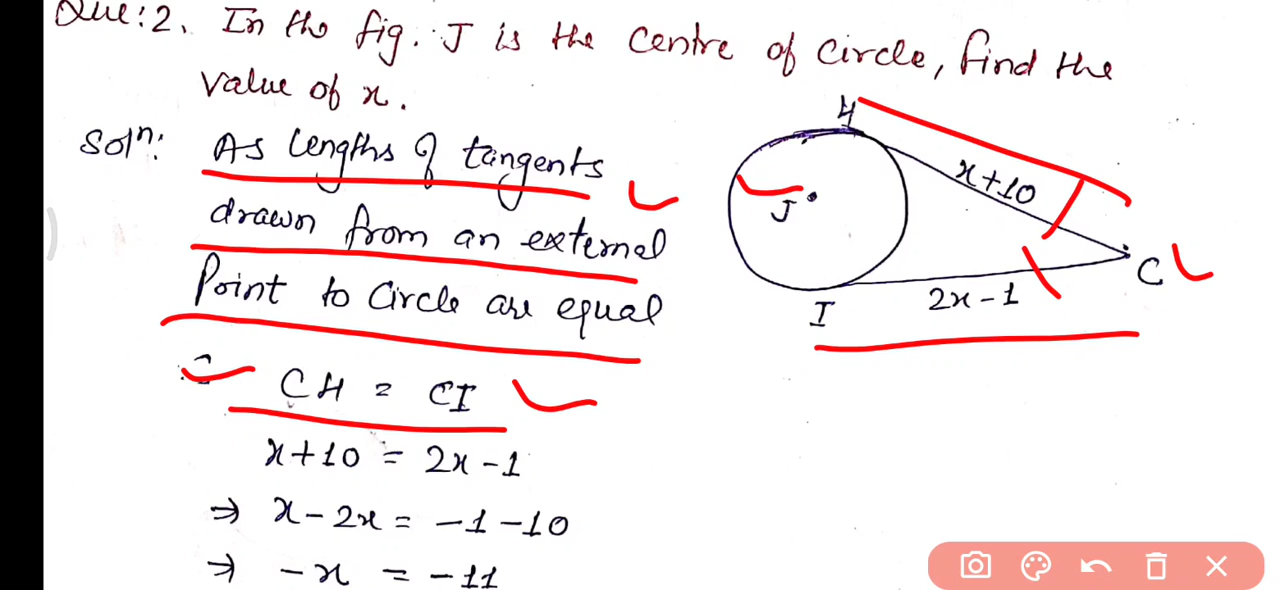 Que:2. In the fig. J is the centre of circle, find the
value of x.
Solⁿ: As lengths of tangents
drawn from an external
Point to circle are equal
∴ CH = CI
x+10 = 2x-1
⇒ x-2x = -1-10
⇒ -x = -11
H
x+10
J
C
2x-1
I